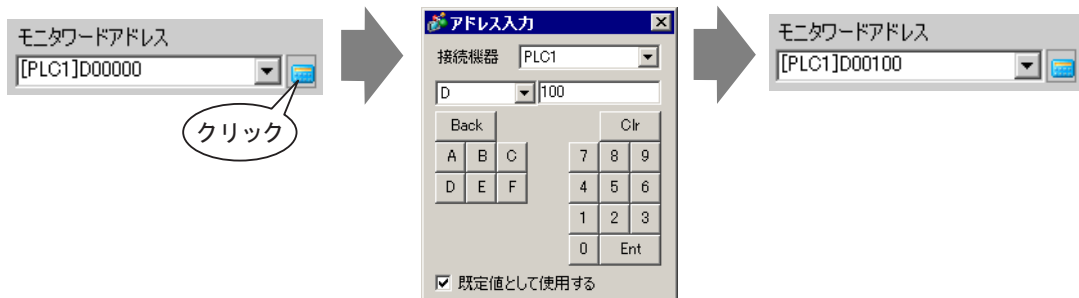 モニタワードアドレス
[PLC1]D00000
クリック
アドレス入力
接続機器 PLC1
D 100
Back Clr
A B C 7 8 9
D E F 4 5 6
1 2 3
0 Ent
既定値として使用する
モニタワードアドレス
[PLC1]D00100